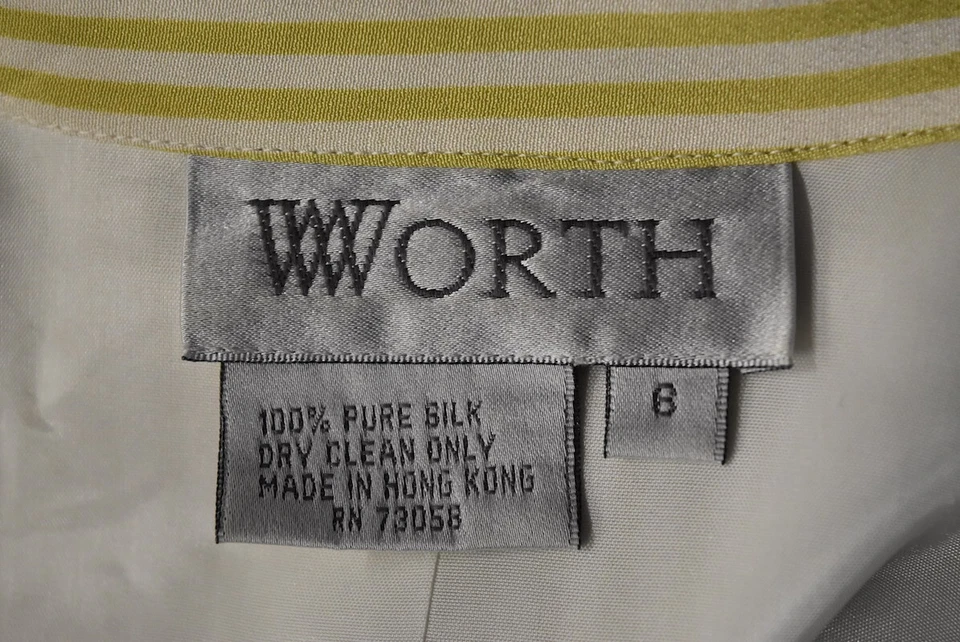 WORTH
6
100% PURE SILK
DRY CLEAN ONLY
MADE IN HONG KONG
RN 73058